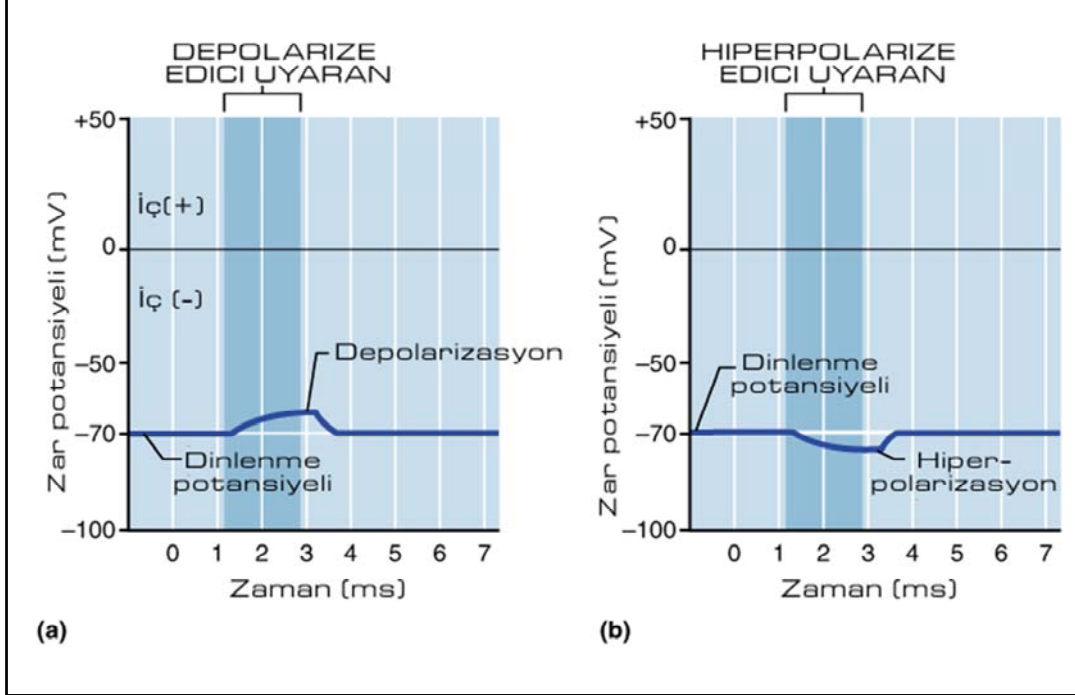 DEPOLARIZE
EDICI UYARAN
+50
İç(+)
0
İç (-)
Depolarizasyon
−50
−70
Dinlenme
potansiyeli
−100
0 1 2 3 4 5 6 7
Zaman (ms)
Zar potansiyeli (mV)
(a)
HIPERPOLARIZE
EDICI UYARAN
+50
0
−50
Dinlenme
potansiyeli
−70
Hiper-
polarizasyon
−100
0 1 2 3 4 5 6 7
Zaman (ms)
Zar potansiyeli (mV)
(b)